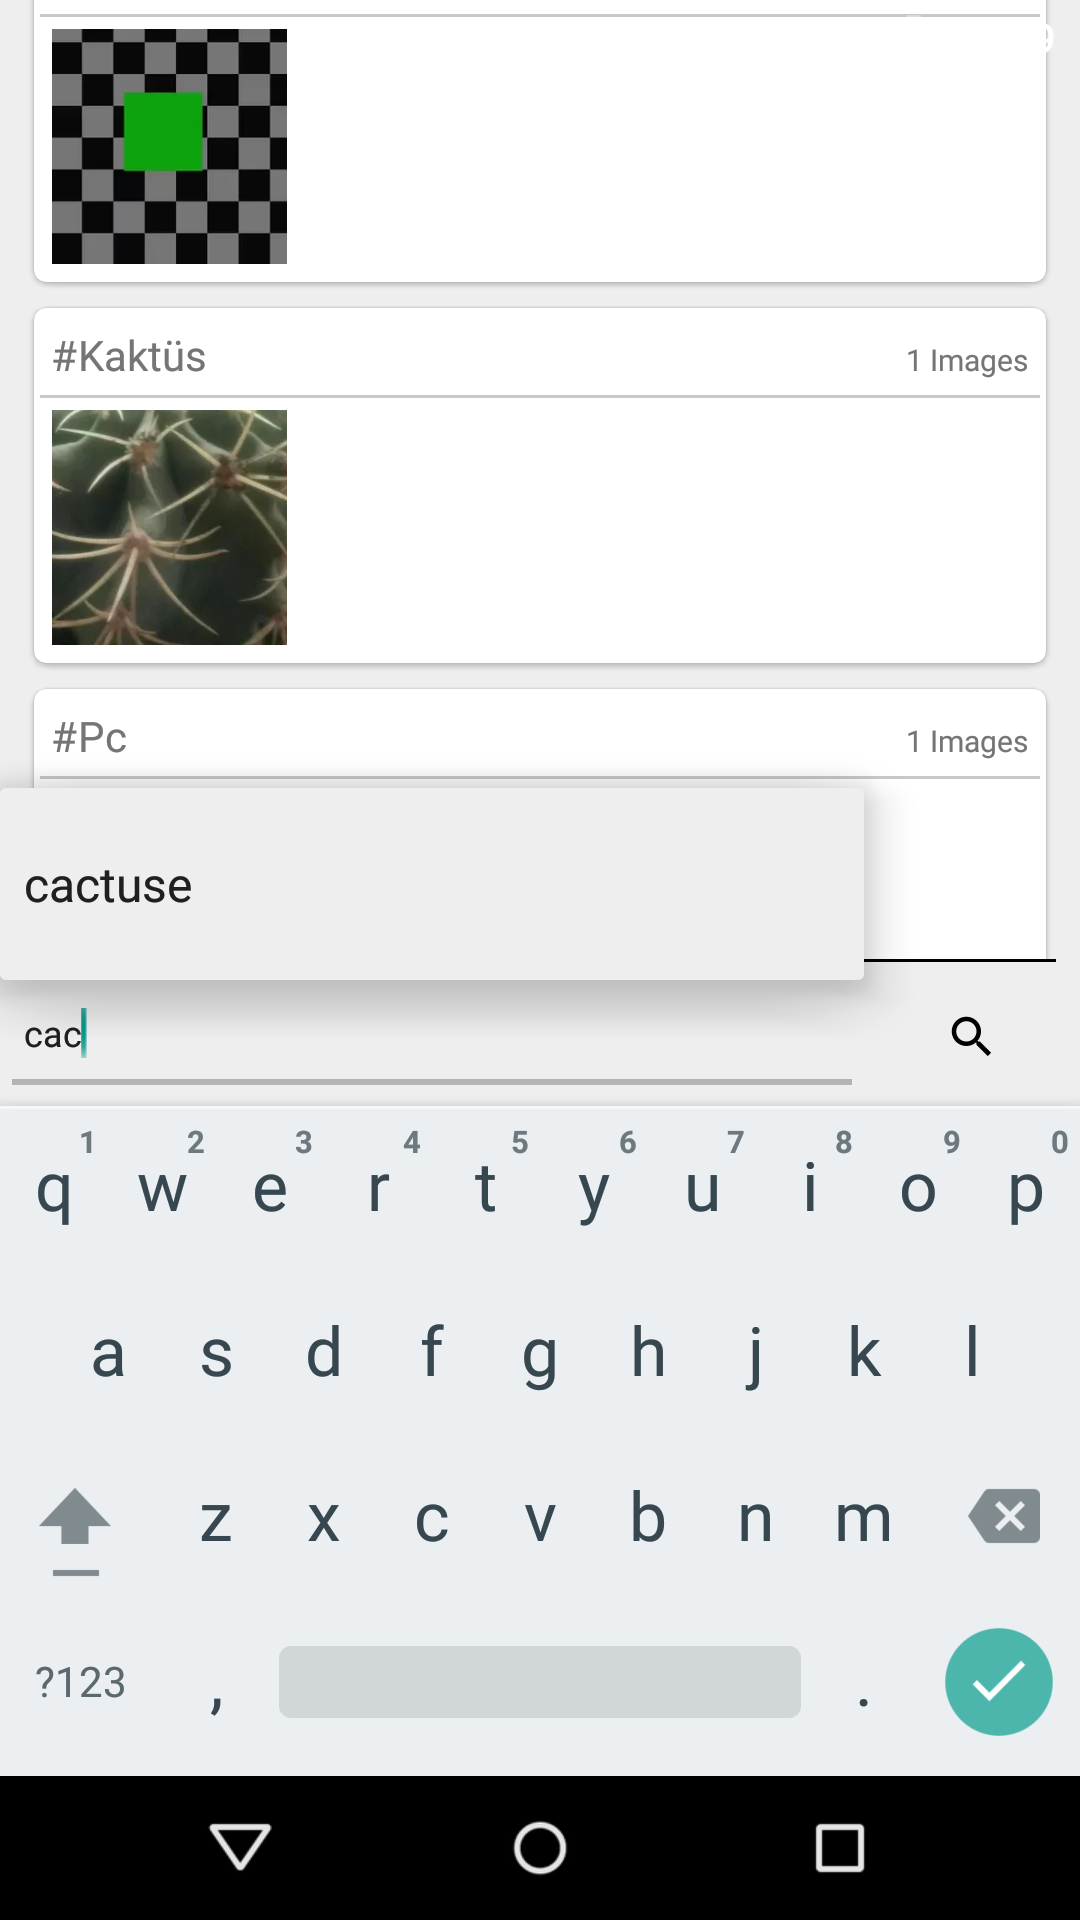 #Kaktüs
1 Images
#Pc
1 Images
cactuse
cac
1 2 3 4 5 6 7 8 9 0
q w e r t y u i o p
a s d f g h j k l
z x c v b n m
?123 , .